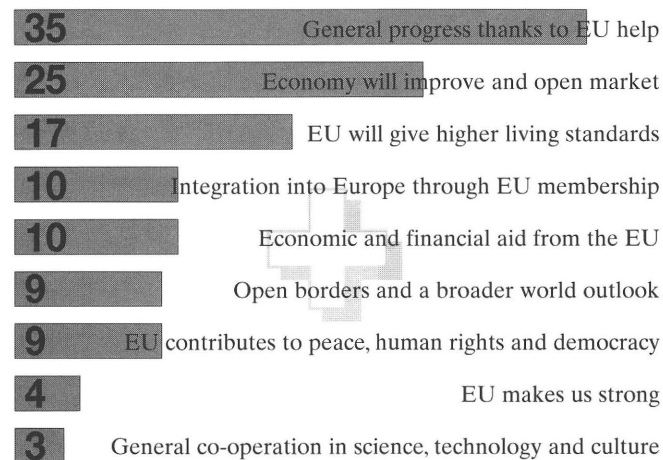 35 General progress thanks to EU help
25 Economy will improve and open market
17 EU will give higher living standards
10 Integration into Europe through EU membership
10 Economic and financial aid from the EU
9 Open borders and a broader world outlook
9 EU contributes to peace, human rights and democracy
4 EU makes us strong
3 General co-operation in science, technology and culture